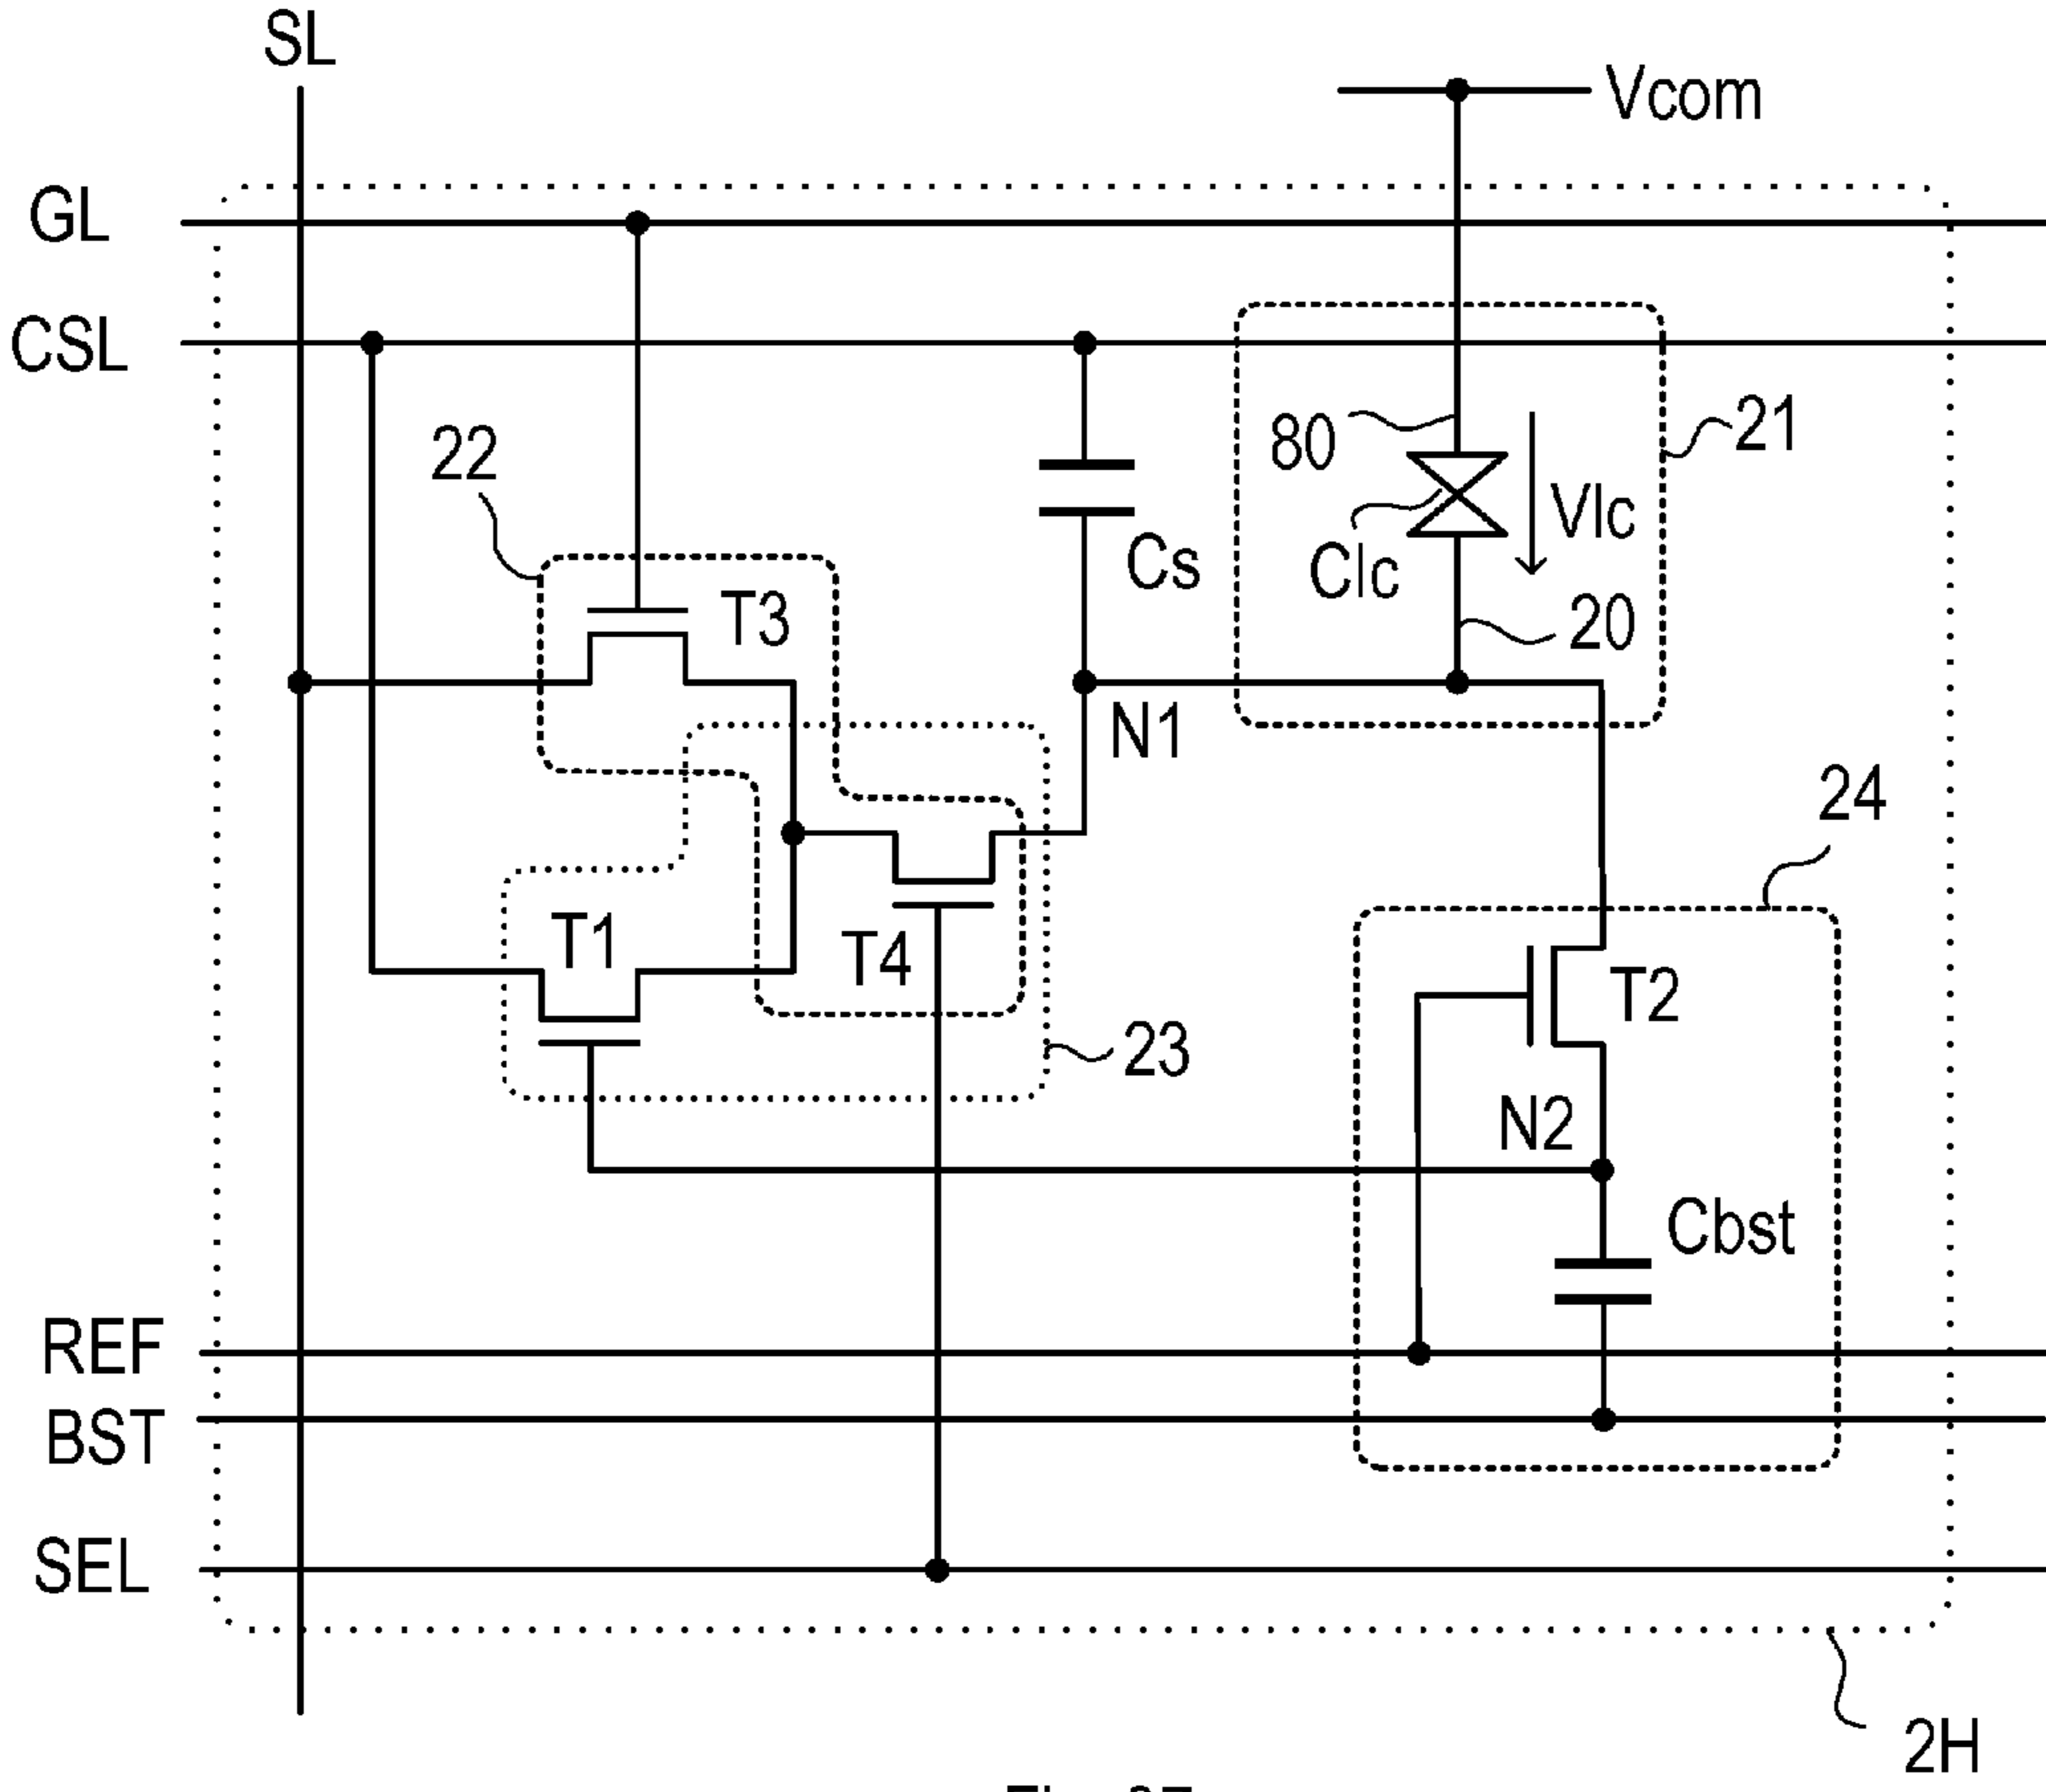 SL
Vcom
GL
CSL
22
80
21
Vlc
Clc
Cs
20
T3
N1
24
T1
T4
T2
23
N2
Cbst
REF
BST
SEL
2H